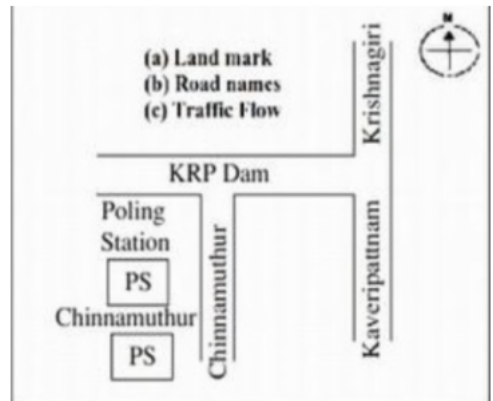 N
(a) Land mark
(b) Road names
(c) Traffic Flow
Krishnagiri
KRP Dam
Poling
Station
PS
Chinnamuthur
PS
Chinnamuthur
Kaveripattnam